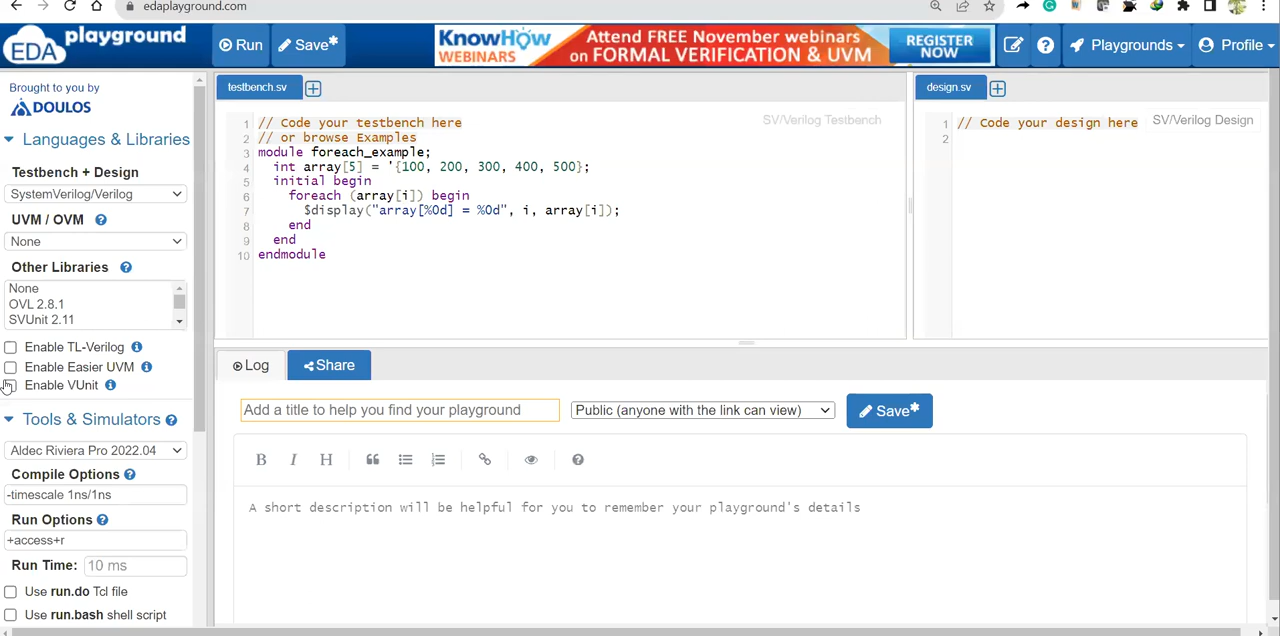 edaplayground.com
EDA playground
Run
Save*
KnowHow WEBINARS
Attend FREE November webinars
on FORMAL VERIFICATION & UVM
REGISTER NOW
Playgrounds
Profile
Brought to you by
DOULOS
Languages & Libraries
Testbench + Design
SystemVerilog/Verilog
UVM / OVM
None
Other Libraries
None
OVL 2.8.1
SVUnit 2.11
Enable TL-Verilog
Enable Easier UVM
Enable VUnit
Tools & Simulators
Aldec Riviera Pro 2022.04
Compile Options
-timescale 1ns/1ns
Run Options
+access+r
Run Time: 10 ms
Use run.do Tcl file
Use run.bash shell script
testbench.sv
SV/Verilog Testbench
1 // Code your testbench here
2 // or browse Examples
3 module foreach_example;
4 int array[5] = '{100, 200, 300, 400, 500};
5 initial begin
6 foreach (array[i]) begin
7 $display("array[%0d] = %0d", i, array[i]);
8 end
9 end
10 endmodule
design.sv
SV/Verilog Design
1 // Code your design here
2
Log
Share
Add a title to help you find your playground
Public (anyone with the link can view)
Save*
B I H
A short description will be helpful for you to remember your playground's details